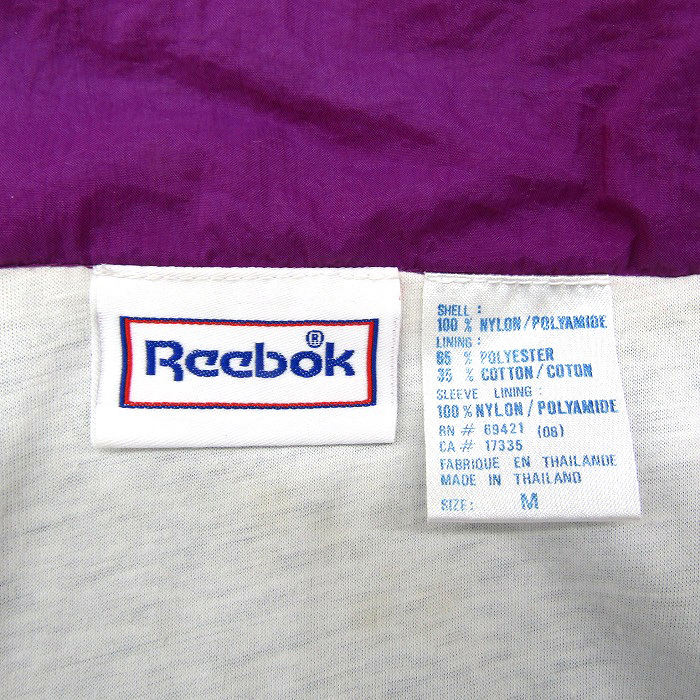 Reebok®
SHELL:
100 % NYLON/POLYAMIDE
LINING:
65 % POLYESTER
35 % COTTON/COTON
SLEEVE LINING:
100 % NYLON/POLYAMIDE
RN # 69421 (08)
CA # 17335
FABRIQUE EN THAILANDE
MADE IN THAILAND
SIZE: M